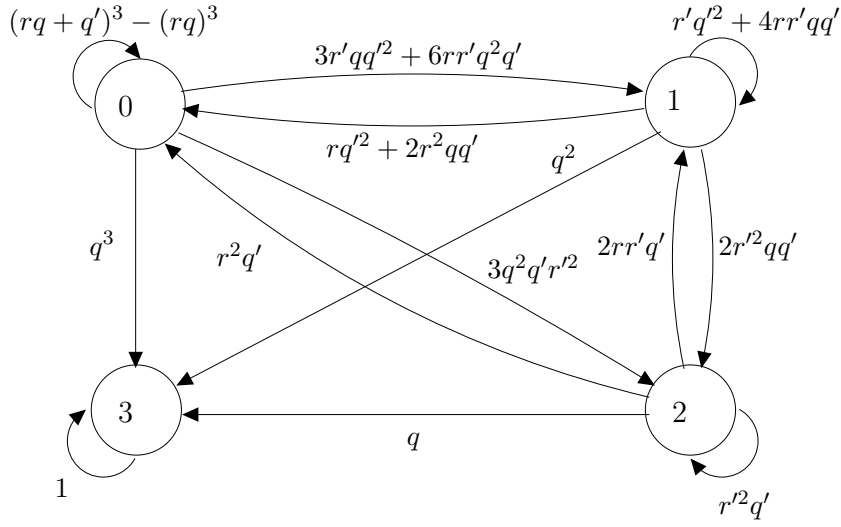 (rq + q′)³ − (rq)³
r′q′² + 4rr′qq′
3r′qq′² + 6rr′q²q′
0
1
rq′² + 2r²qq′
q²
q³
r²q′
3q²q′r′²
2rr′q′
2r′²qq′
3
2
q
1
r′²q′